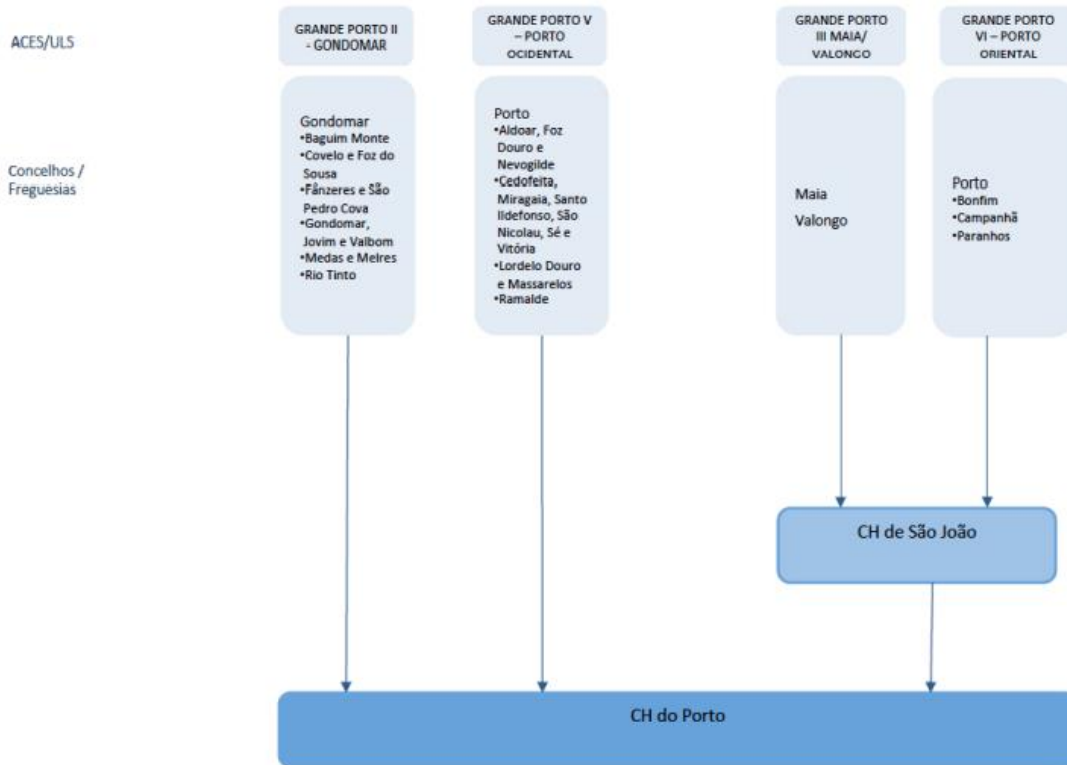 ACES/ULS
GRANDE PORTO II
- GONDOMAR
GRANDE PORTO V
– PORTO
OCIDENTAL
GRANDE PORTO
III MAIA/
VALONGO
GRANDE PORTO
VI – PORTO
ORIENTAL
Concelhos /
Freguesias
Gondomar
•Baguim Monte
•Covelo e Foz do
Sousa
•Fânzeres e São
Pedro Cova
•Gondomar,
Jovim e Valbom
•Medas e Melres
•Rio Tinto
Porto
•Aldoar, Foz
Douro e
Nevogilde
•Cedofeita,
Miragaia, Santo
Ildefonso, São
Nicolau, Sé e
Vitória
•Lordelo Douro
e Massarelos
•Ramalde
Maia
Valongo
Porto
•Bonfim
•Campanhã
•Paranhos
CH de São João
CH do Porto